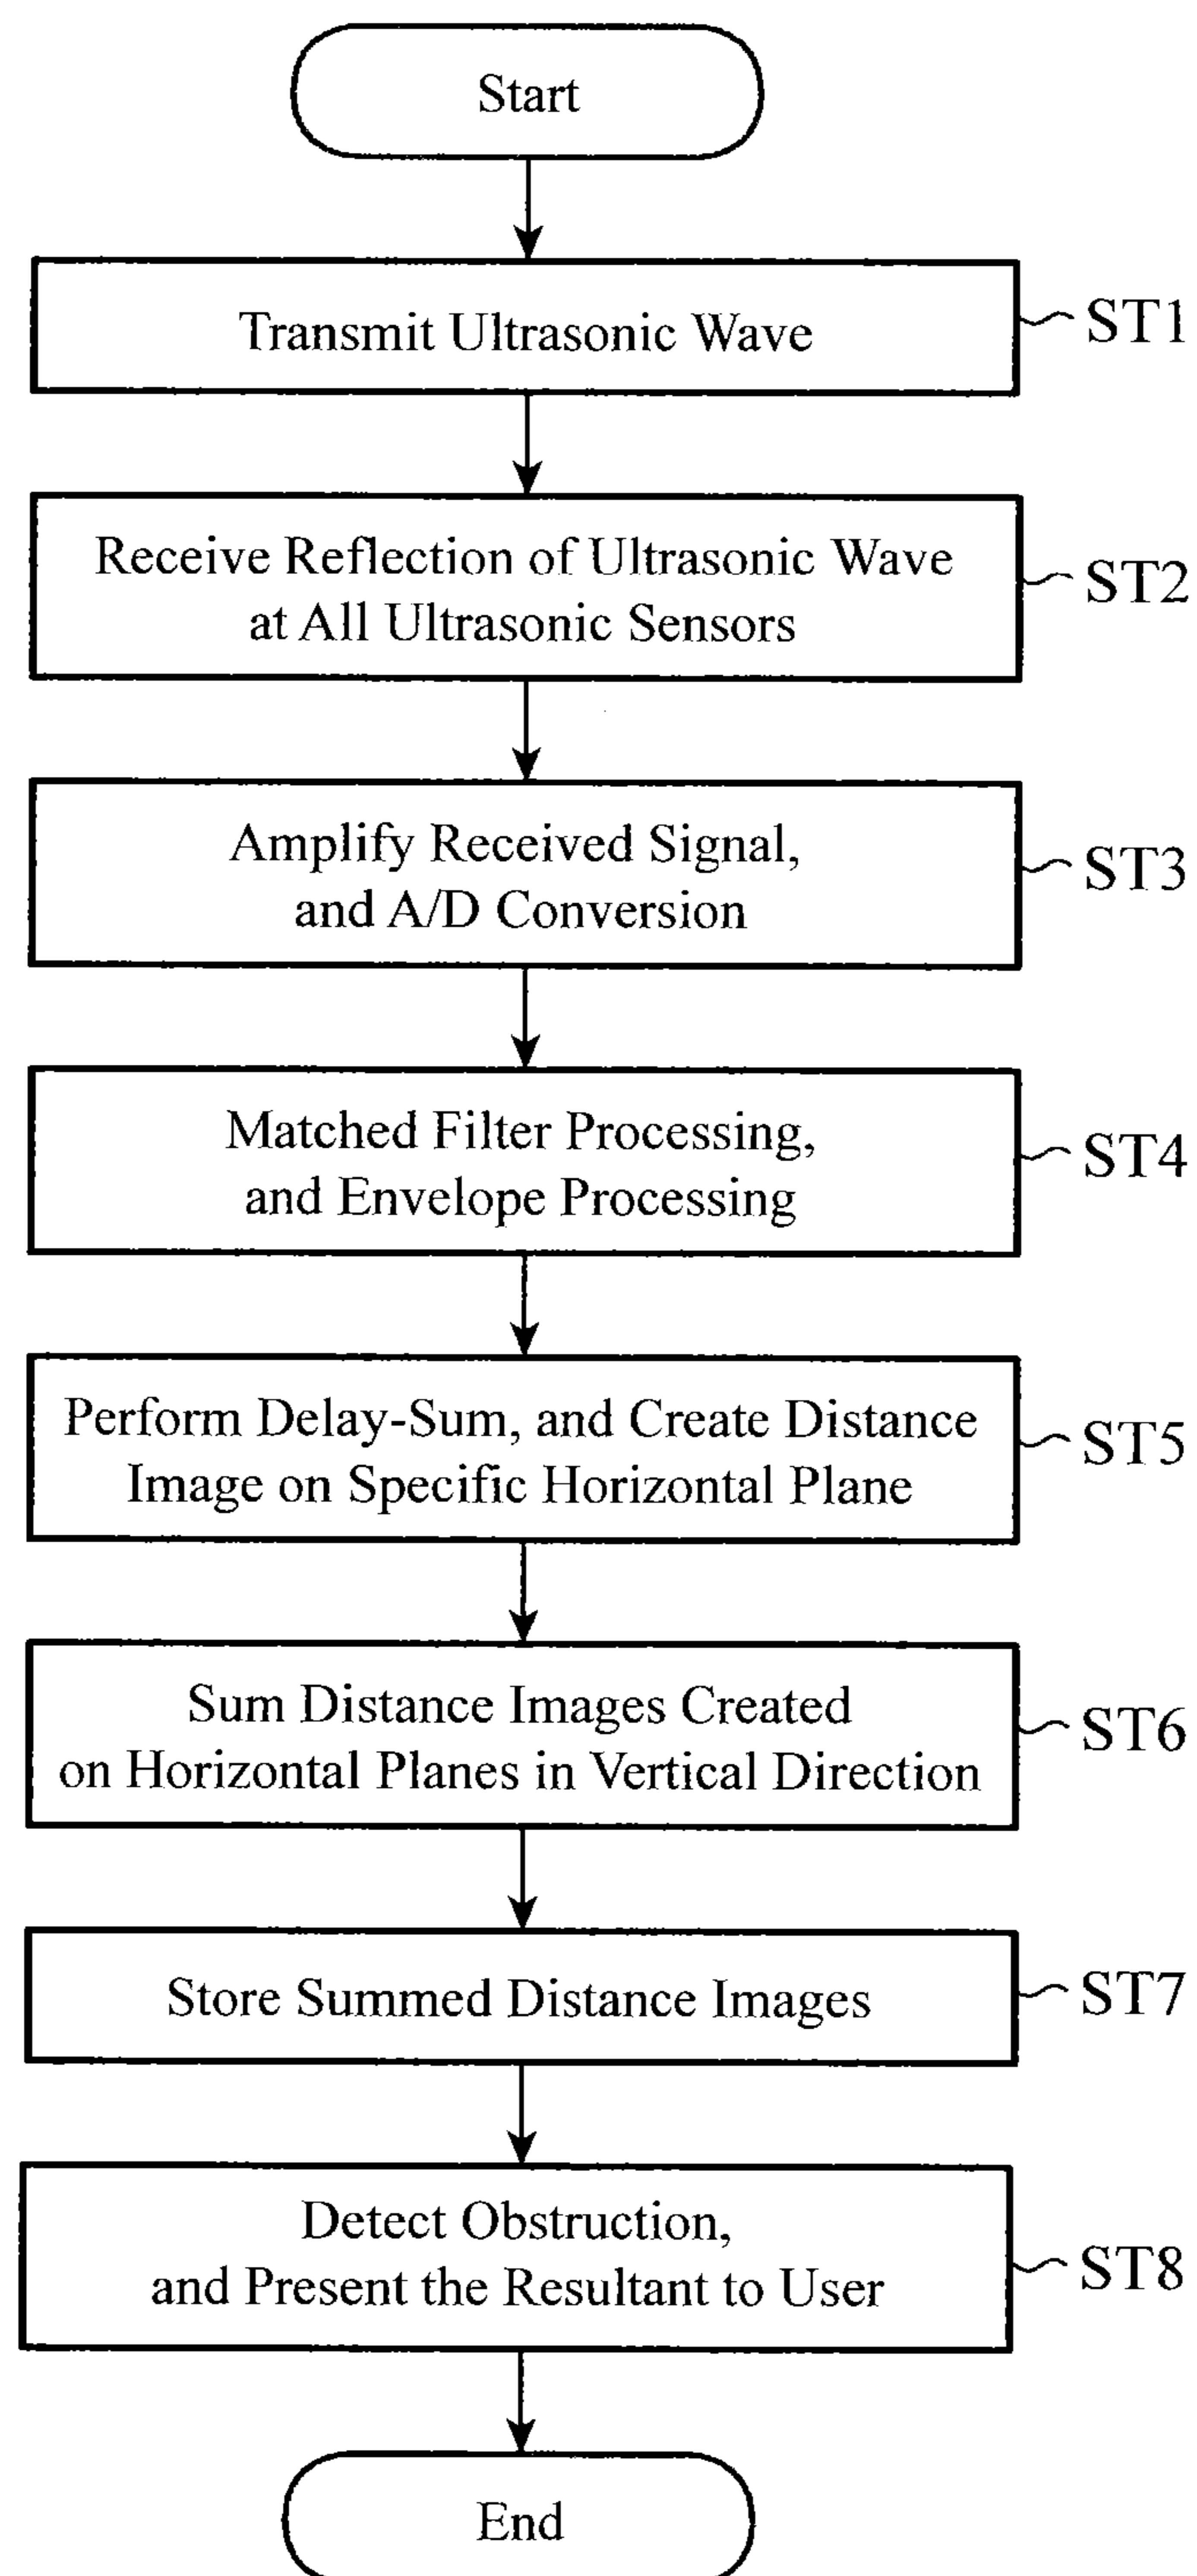 Start
Transmit Ultrasonic Wave
ST1
Receive Reflection of Ultrasonic Wave
at All Ultrasonic Sensors
ST2
Amplify Received Signal,
and A/D Conversion
ST3
Matched Filter Processing,
and Envelope Processing
ST4
Perform Delay-Sum, and Create Distance
Image on Specific Horizontal Plane
ST5
Sum Distance Images Created
on Horizontal Planes in Vertical Direction
ST6
Store Summed Distance Images
ST7
Detect Obstruction,
and Present the Resultant to User
ST8
End